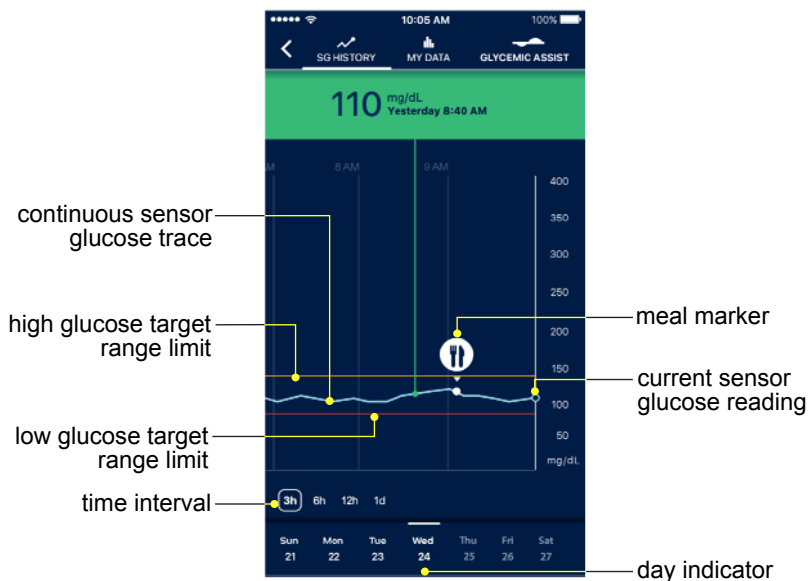 10:05 AM
100%
SG HISTORY
MY DATA
GLYCEMIC ASSIST
110 mg/dL
Yesterday 8:40 AM
M
8 AM
9 AM
400
350
300
250
200
150
100
50
mg/dL
continuous sensor
glucose trace
high glucose target
range limit
low glucose target
range limit
time interval
meal marker
current sensor
glucose reading
3h 6h 12h 1d
Sun Mon Tue Wed Thu Fri Sat
21 22 23 24 25 26 27
day indicator